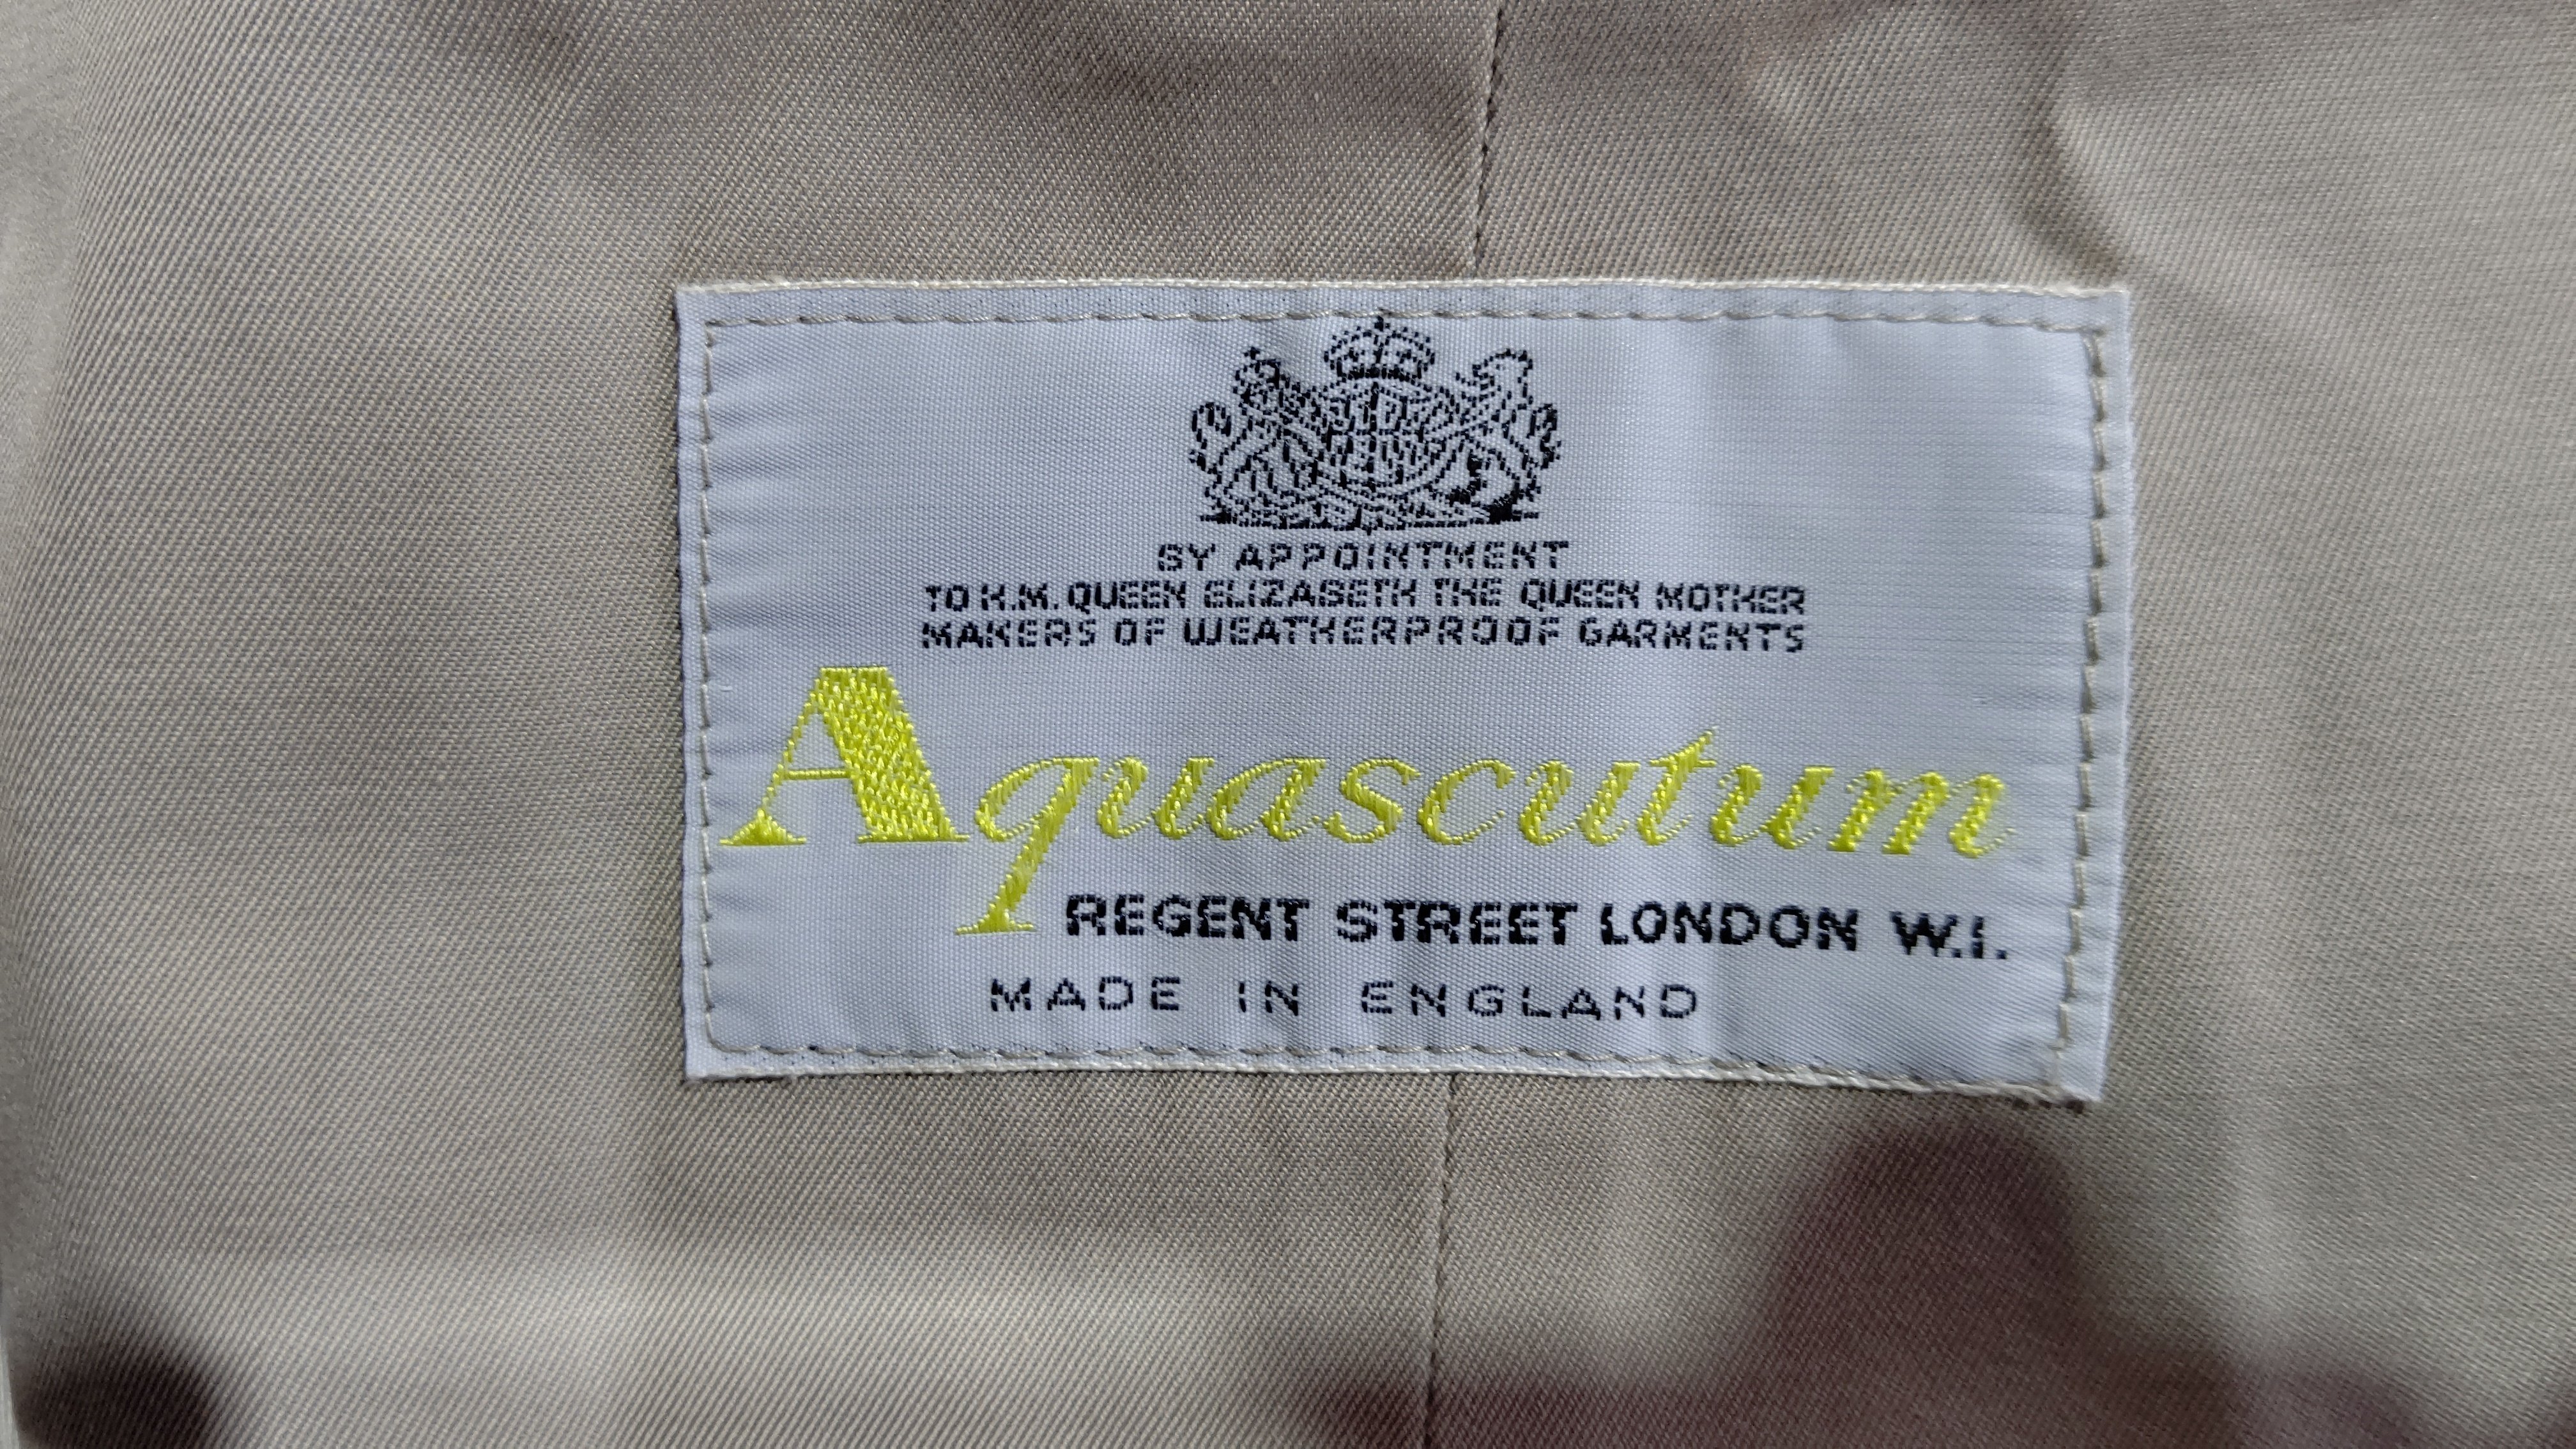 BY APPOINTMENT
TO H.M. QUEEN ELIZABETH THE QUEEN MOTHER
MAKERS OF WEATHERPROOF GARMENTS
Aquascutum
REGENT STREET LONDON W.I.
MADE IN ENGLAND